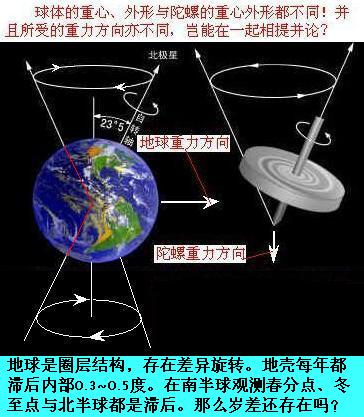 球体的重心、外形与陀螺的重心外形都不同！并
且所受的重力方向亦不同，岂能在一起相提并论？
北极星
23°5
自转轴
地球重力方向
陀螺重力方向
地球是圈层结构，存在差异旋转。地壳每年都
滞后内部0.3~0.5度。在南半球观测春分点、冬
至点与北半球都是滞后。那么岁差还存在吗？